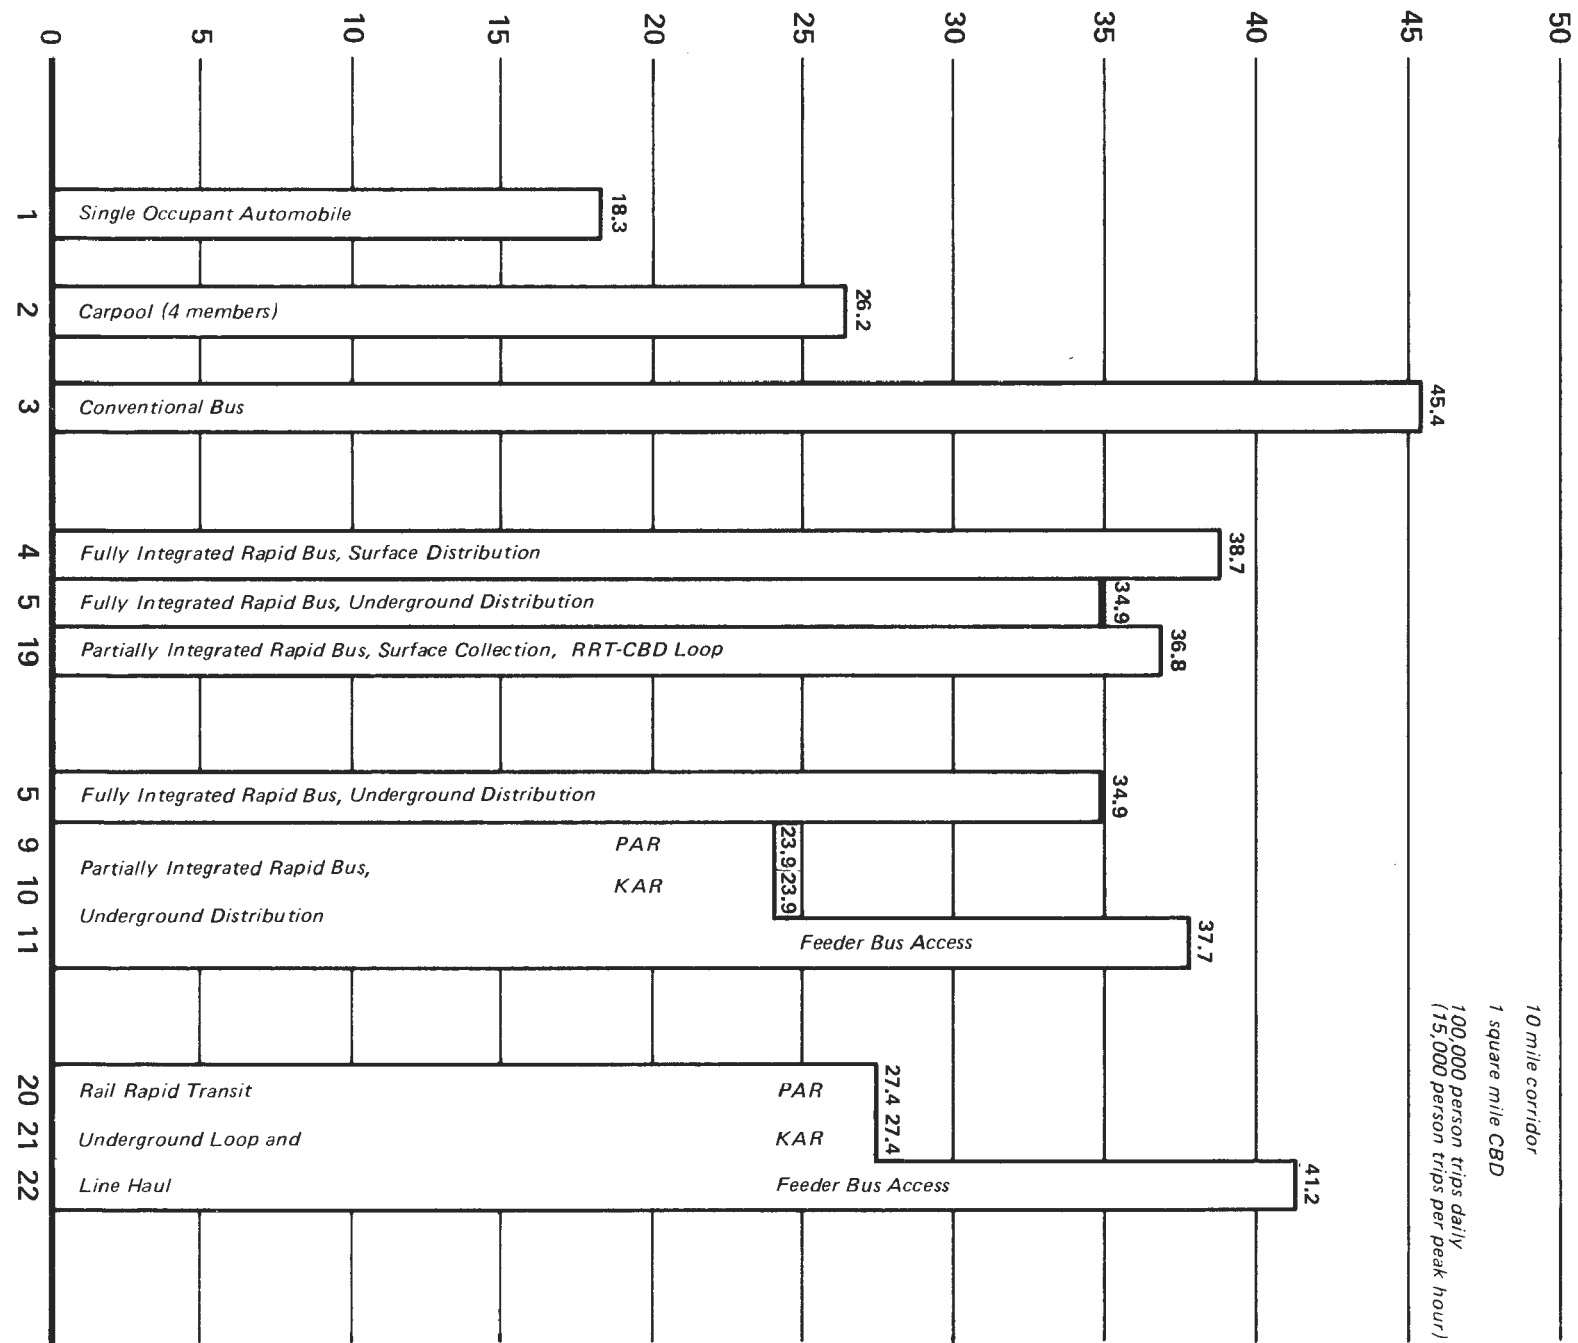 0
5
10
15
20
25
30
35
40
45
50
1
Single Occupant Automobile
18.3
2
Carpool (4 members)
26.2
3
Conventional Bus
45.4
4
Fully Integrated Rapid Bus, Surface Distribution
38.7
5
Fully Integrated Rapid Bus, Underground Distribution
34.9
19
Partially Integrated Rapid Bus, Surface Collection, RRT-CBD Loop
36.8
5
Fully Integrated Rapid Bus, Underground Distribution
34.9
9
PAR
23.9
Partially Integrated Rapid Bus,
10
KAR
23.9
Underground Distribution
11
Feeder Bus Access
37.7
20
Rail Rapid Transit
PAR
27.4
21
Underground Loop and
KAR
27.4
22
Line Haul
Feeder Bus Access
41.2
10 mile corridor
1 square mile CBD
100,000 person trips daily
(15,000 person trips per peak hour)